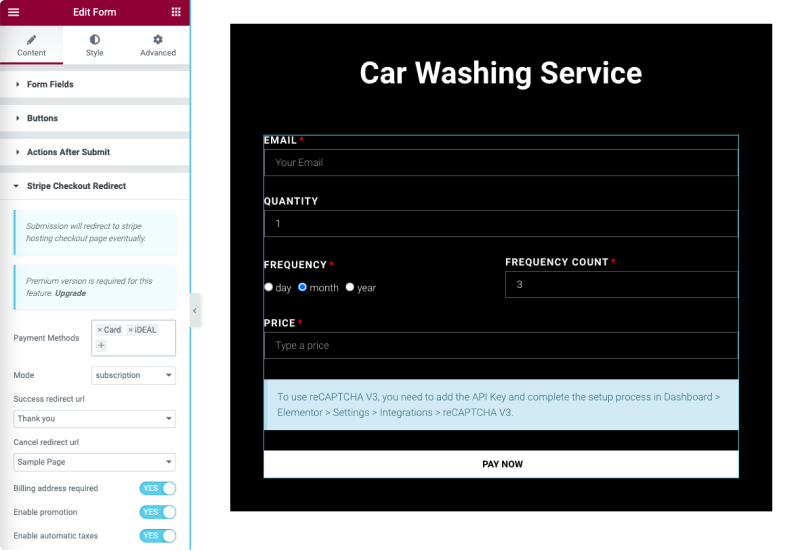 Edit Form
Content
Style
Advanced
Form Fields
Buttons
Actions After Submit
Stripe Checkout Redirect
Submission will redirect to stripe
hosting checkout page eventually.
Premium version is required for this
feature. Upgrade
Payment Methods
× Card × iDEAL
+
Mode
subscription
Success redirect url
Thank you
Cancel redirect url
Sample Page
Billing address required
YES
Enable promotion
YES
Enable automatic taxes
YES
Car Washing Service
EMAIL *
Your Email
QUANTITY
1
FREQUENCY *
day month year
FREQUENCY COUNT *
3
PRICE *
Type a price
To use reCAPTCHA V3, you need to add the API Key and complete the setup process in Dashboard >
Elementor > Settings > Integrations > reCAPTCHA V3.
PAY NOW